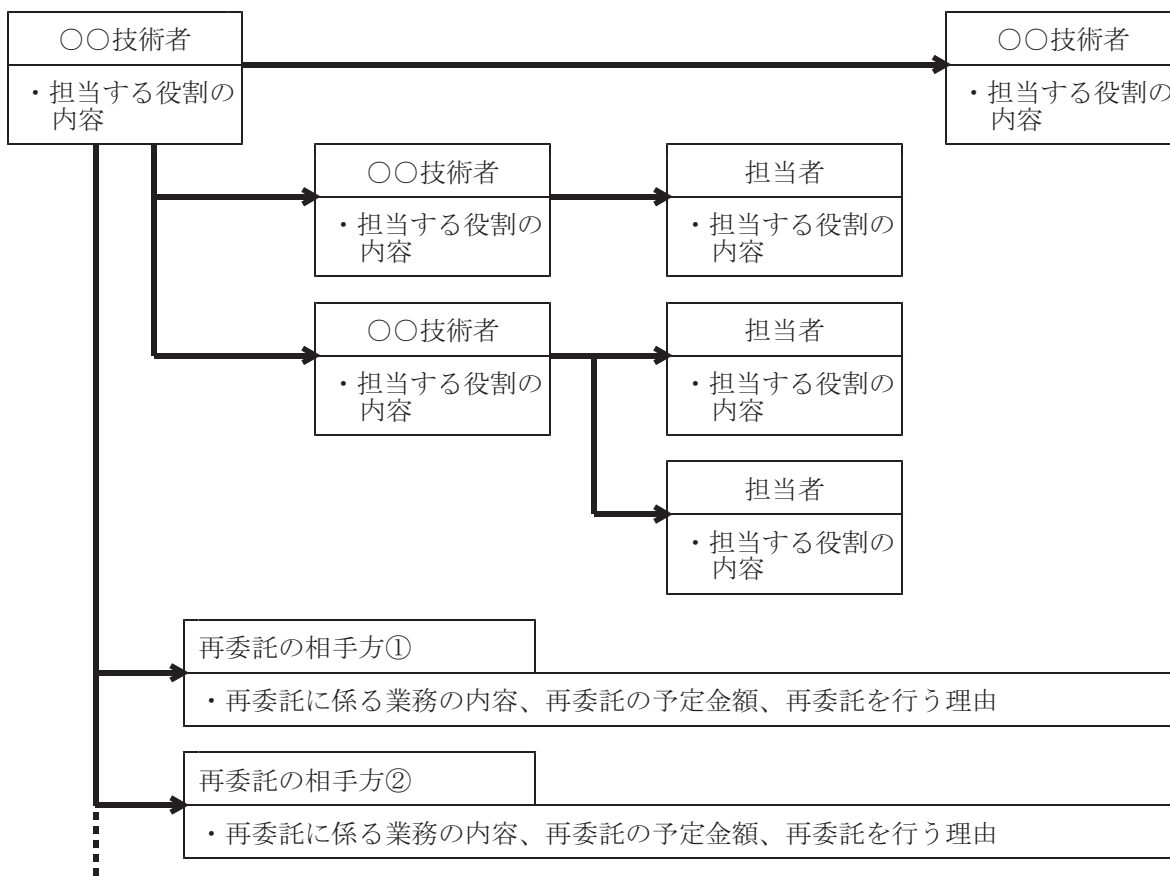 ○○技術者
・担当する役割の
内容
○○技術者
・担当する役割の
内容
○○技術者
・担当する役割の
内容
担当者
・担当する役割の
内容
○○技術者
・担当する役割の
内容
担当者
・担当する役割の
内容
担当者
・担当する役割の
内容
再委託の相手方①
・再委託に係る業務の内容、再委託の予定金額、再委託を行う理由
再委託の相手方②
・再委託に係る業務の内容、再委託の予定金額、再委託を行う理由